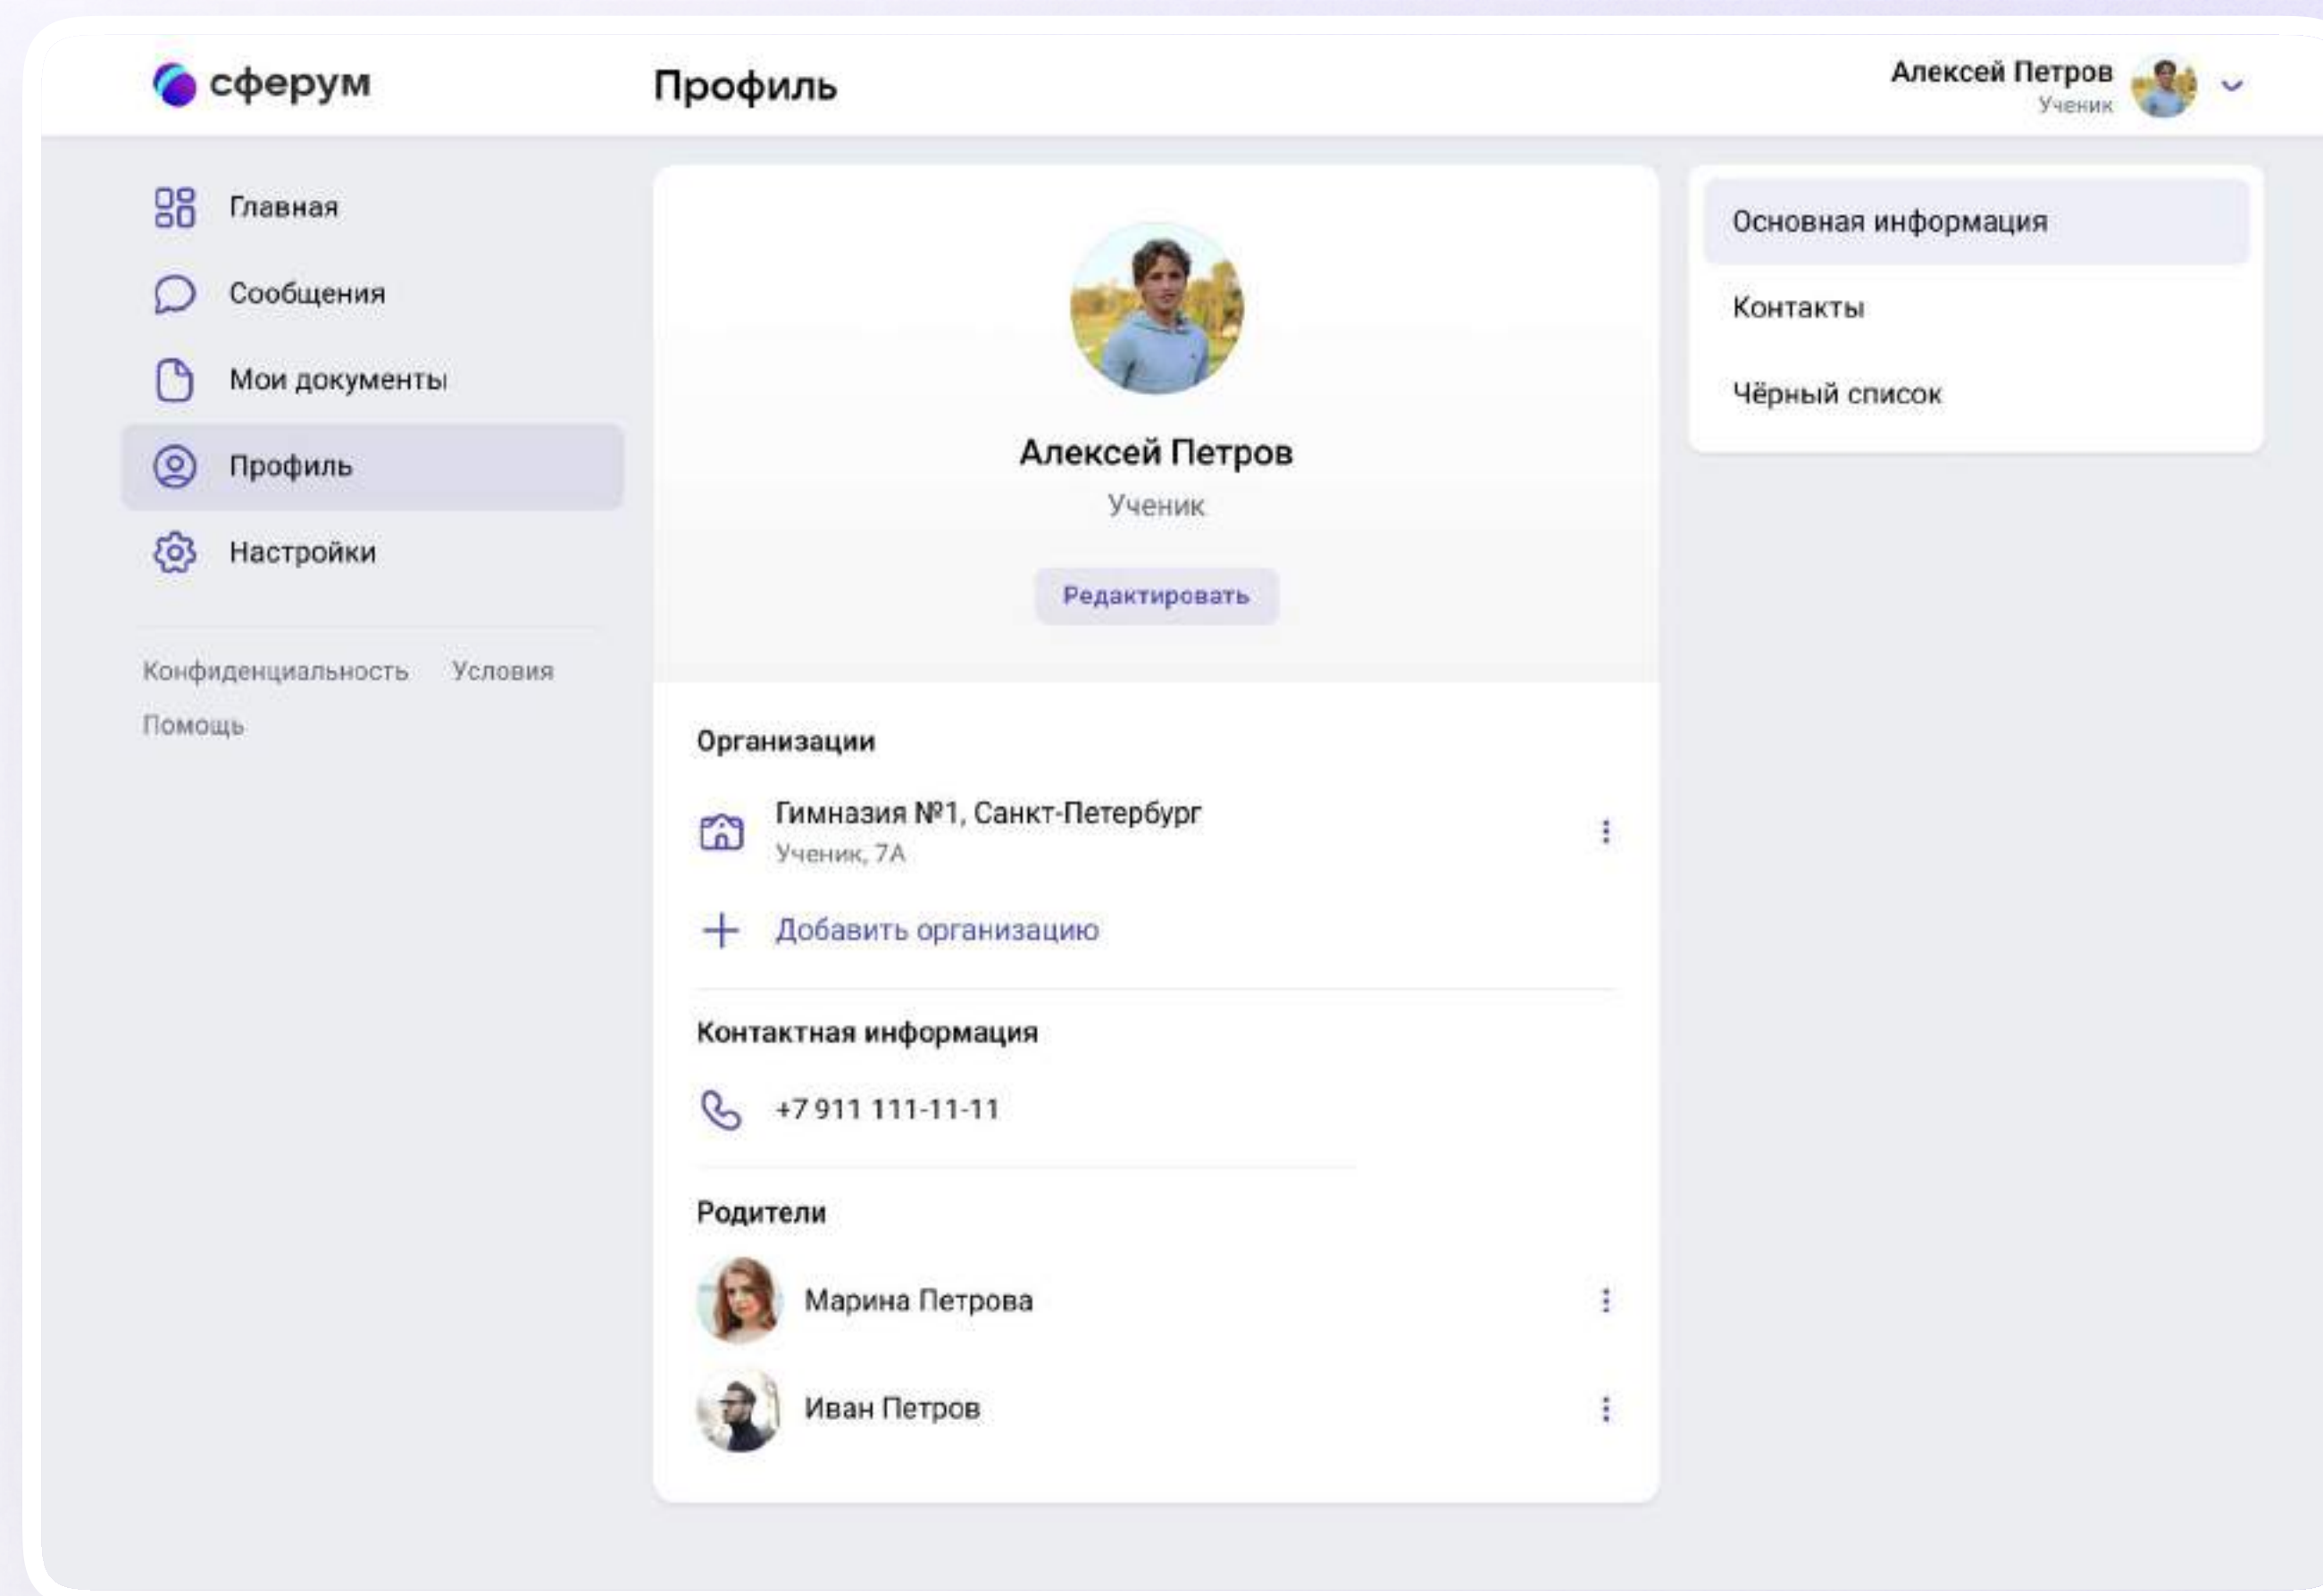 сферум
Профиль
Алексей Петров
Ученик
Главная
Сообщения
Мои документы
Профиль
Настройки
Конфиденциальность Условия
Помощь
Алексей Петров
Ученик
Редактировать
Организации
Гимназия №1, Санкт-Петербург
Ученик, 7А
Добавить организацию
Контактная информация
+7 911 111-11-11
Родители
Марина Петрова
Иван Петров
Основная информация
Контакты
Чёрный список